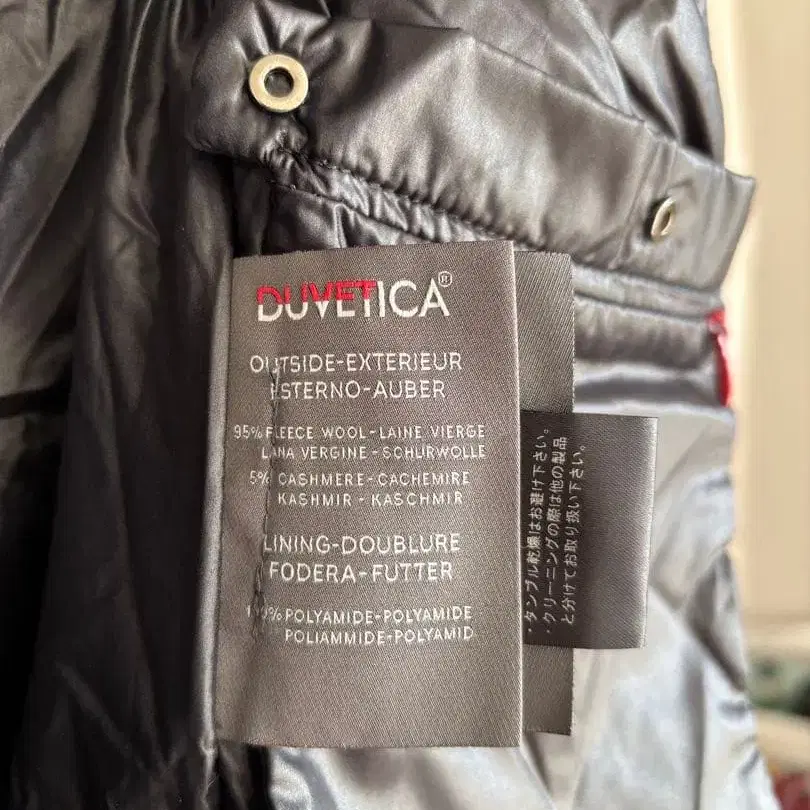 DUVETICA®
OUTSIDE-EXTERIEUR
ESTERNO-AUBER
95% FLEECE WOOL-LAINE VIERGE
LANA VERGINE-SCHURWOLLE
5% CASHMERE-CACHEMIRE
KASHMIR-KASCHMIR
LINING-DOUBLURE
FODERA-FUTTER
100% POLYAMIDE-POLYAMIDE
POLIAMMIDE-POLYAMID
・タンブル乾燥はお避け下さい。
・クリーニングの際は他の製品
と分けてお取り扱い下さい。